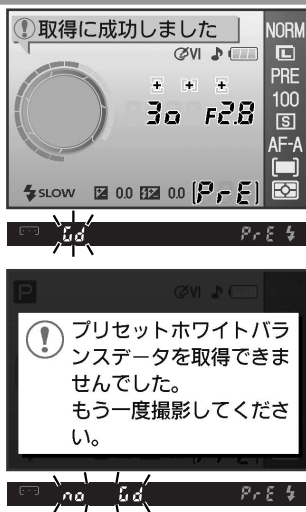 取得に成功しました
NORM
VI
L
PRE
3" F2.8
100
S
AF-A
SLOW 0.0 0.0 [PrE]
Gd PrE
P
VI
プリセットホワイトバラ
ンスデータを取得できま
せんでした。
もう一度撮影してくださ
い。
no Gd PrE